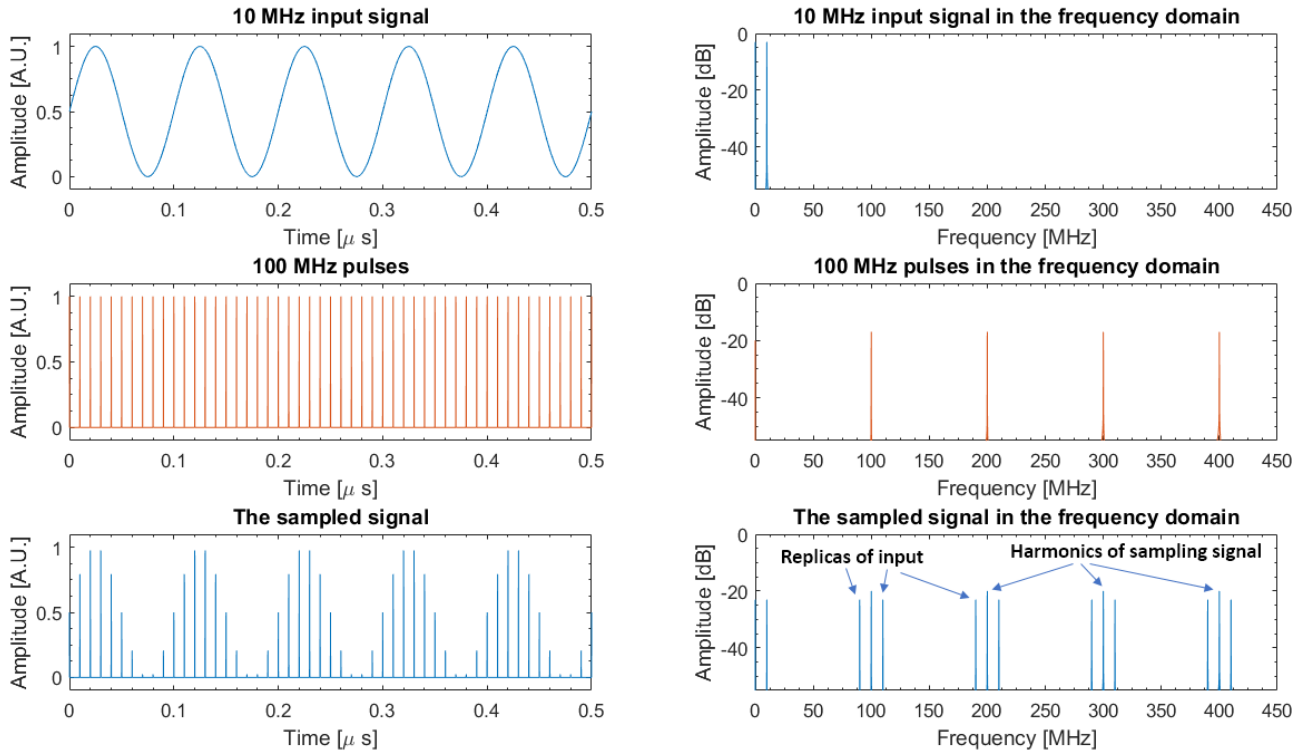 10 MHz input signal
Amplitude [A.U.]
1
0.5
0
0 0.1 0.2 0.3 0.4 0.5
Time [μ s]
10 MHz input signal in the frequency domain
Amplitude [dB]
0
-20
-40
0 50 100 150 200 250 300 350 400 450
Frequency [MHz]
100 MHz pulses
Amplitude [A.U.]
1
0.5
0
0 0.1 0.2 0.3 0.4 0.5
Time [μ s]
100 MHz pulses in the frequency domain
Amplitude [dB]
0
-20
-40
0 50 100 150 200 250 300 350 400 450
Frequency [MHz]
The sampled signal
Amplitude [A.U.]
1
0.5
0
0 0.1 0.2 0.3 0.4 0.5
Time [μ s]
The sampled signal in the frequency domain
Amplitude [dB]
0
-20
-40
Replicas of input
Harmonics of sampling signal
0 50 100 150 200 250 300 350 400 450
Frequency [MHz]